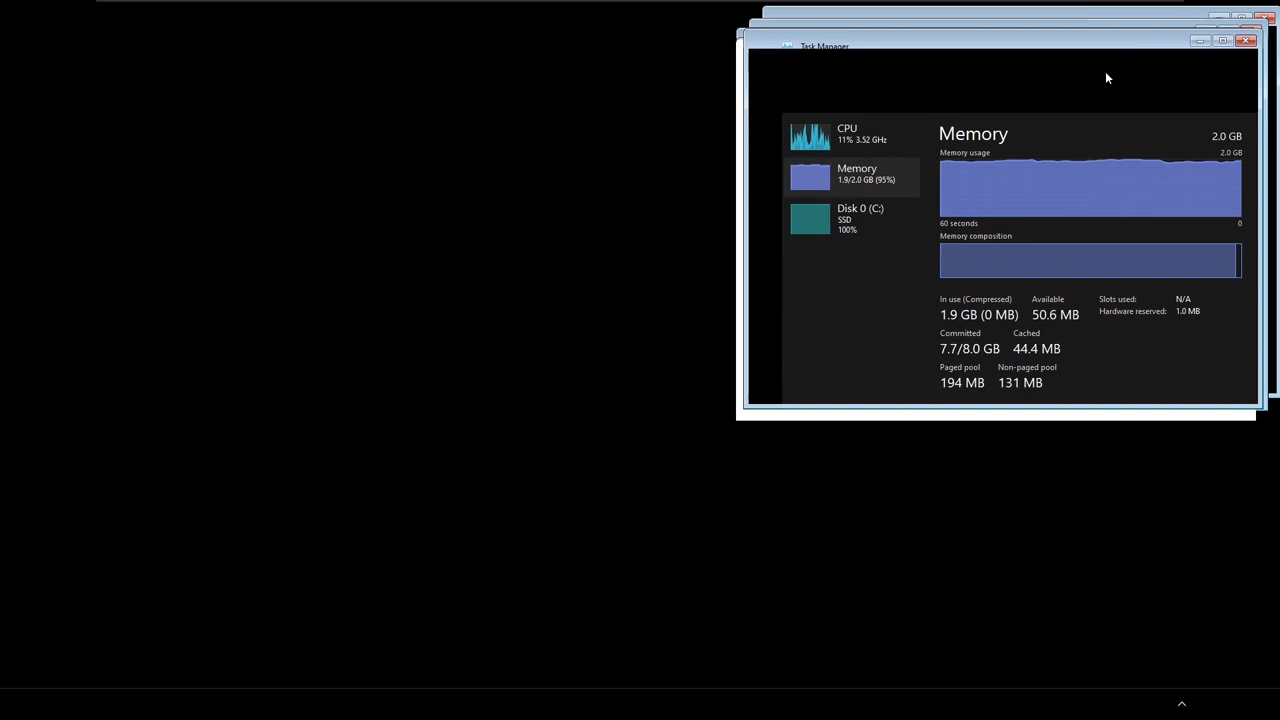 Task Manager
CPU
11% 3.52 GHz
Memory
1.9/2.0 GB (95%)
Disk 0 (C:)
SSD
100%
Memory
2.0 GB
Memory usage
2.0 GB
60 seconds
0
Memory composition
In use (Compressed)
Available
Slots used:
N/A
1.9 GB (0 MB)
50.6 MB
Hardware reserved:
1.0 MB
Committed
Cached
7.7/8.0 GB
44.4 MB
Paged pool
Non-paged pool
194 MB
131 MB